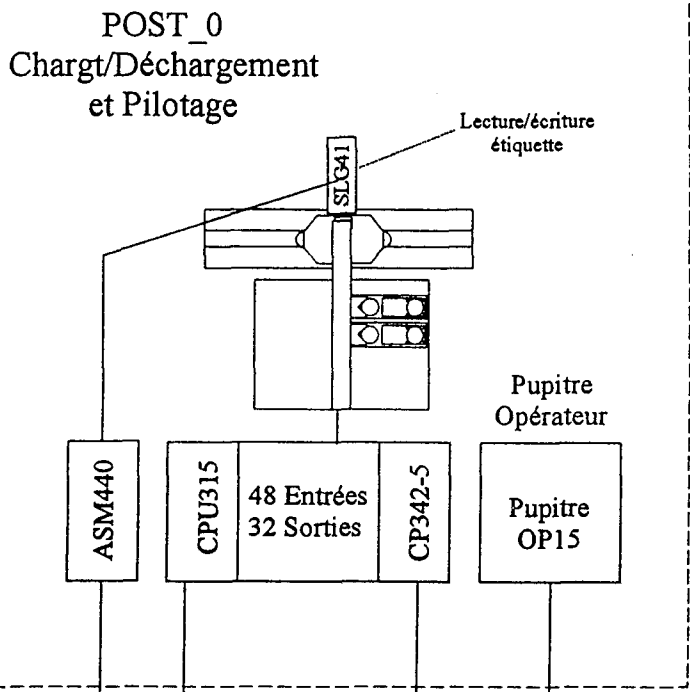 POST_0
Chargt/Déchargement
et Pilotage
Lecture/écriture
étiquette
SLG41
Pupitre
Opérateur
ASM440
CPU315
48 Entrées
32 Sorties
CP342-5
Pupitre
OP15